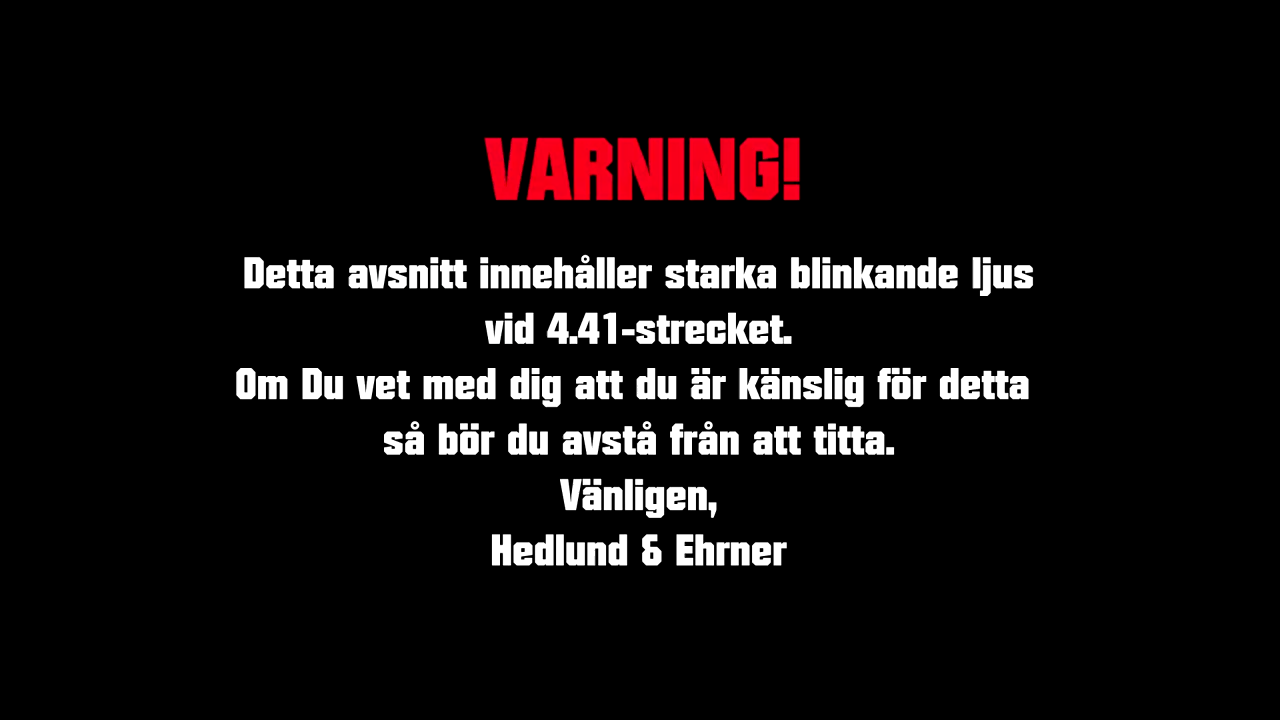 VARNING!
Detta avsnitt innehåller starka blinkande ljus
vid 4.41-strecket.
Om Du vet med dig att du är känslig för detta
så bör du avstå från att titta.
Vänligen,
Hedlund & Ehrner